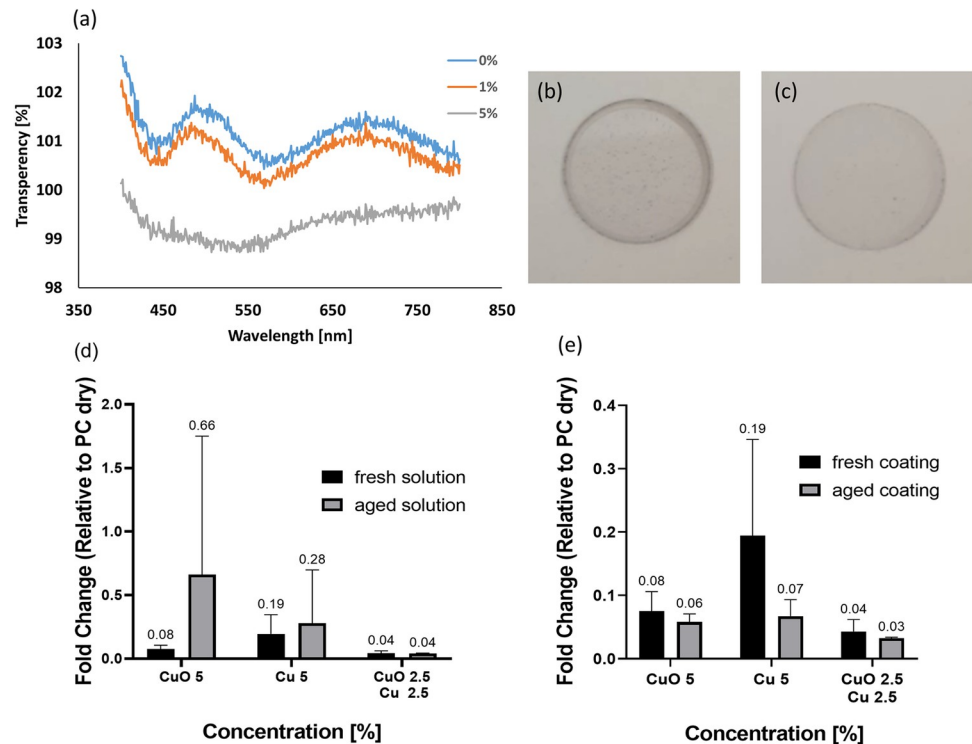 (a)
103
102
101
100
99
98
Transperency [%]
350 450 550 650 750 850
Wavelength [nm]
0%
1%
5%
(b)
(c)
(d)
Fold Change (Relative to PC dry)
2.0
1.5
1.0
0.5
0.0
0.08
0.66
0.19
0.28
0.04
0.04
fresh solution
aged solution
CuO 5
Cu 5
CuO 2.5
Cu 2.5
Concentration [%]
(e)
Fold Change (Relative to PC dry)
0.4
0.3
0.2
0.1
0.0
0.08
0.06
0.19
0.07
0.04
0.03
fresh coating
aged coating
CuO 5
Cu 5
CuO 2.5
Cu 2.5
Concentration [%]